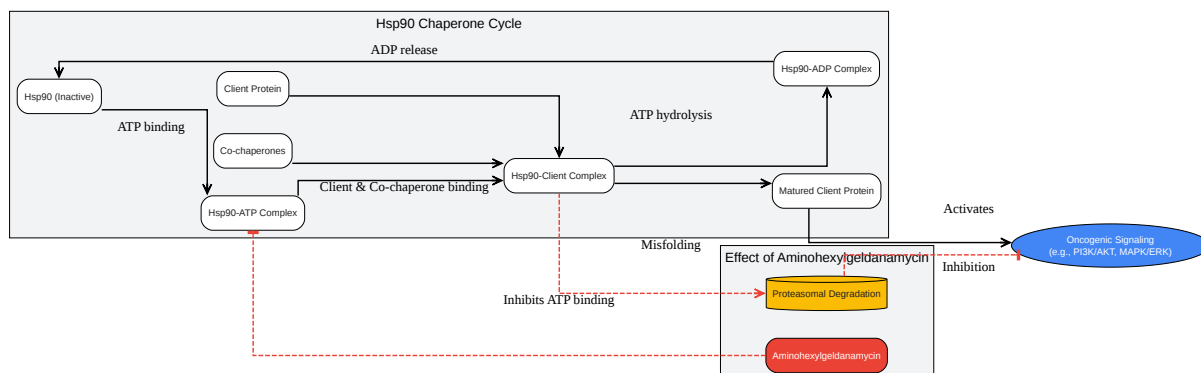 Hsp90 Chaperone Cycle
ADP release
Hsp90-ADP Complex
Hsp90 (Inactive)
Client Protein
ATP hydrolysis
ATP binding
Co-chaperones
Hsp90-Client Complex
Client & Co-chaperone binding
Matured Client Protein
Hsp90-ATP Complex
Activates
Oncogenic Signaling
(e.g., PI3K/AKT, MAPK/ERK)
Misfolding
Effect of Aminohexylgeldanamycin
Inhibition
Proteasomal Degradation
Inhibits ATP binding
Aminohexylgeldanamycin